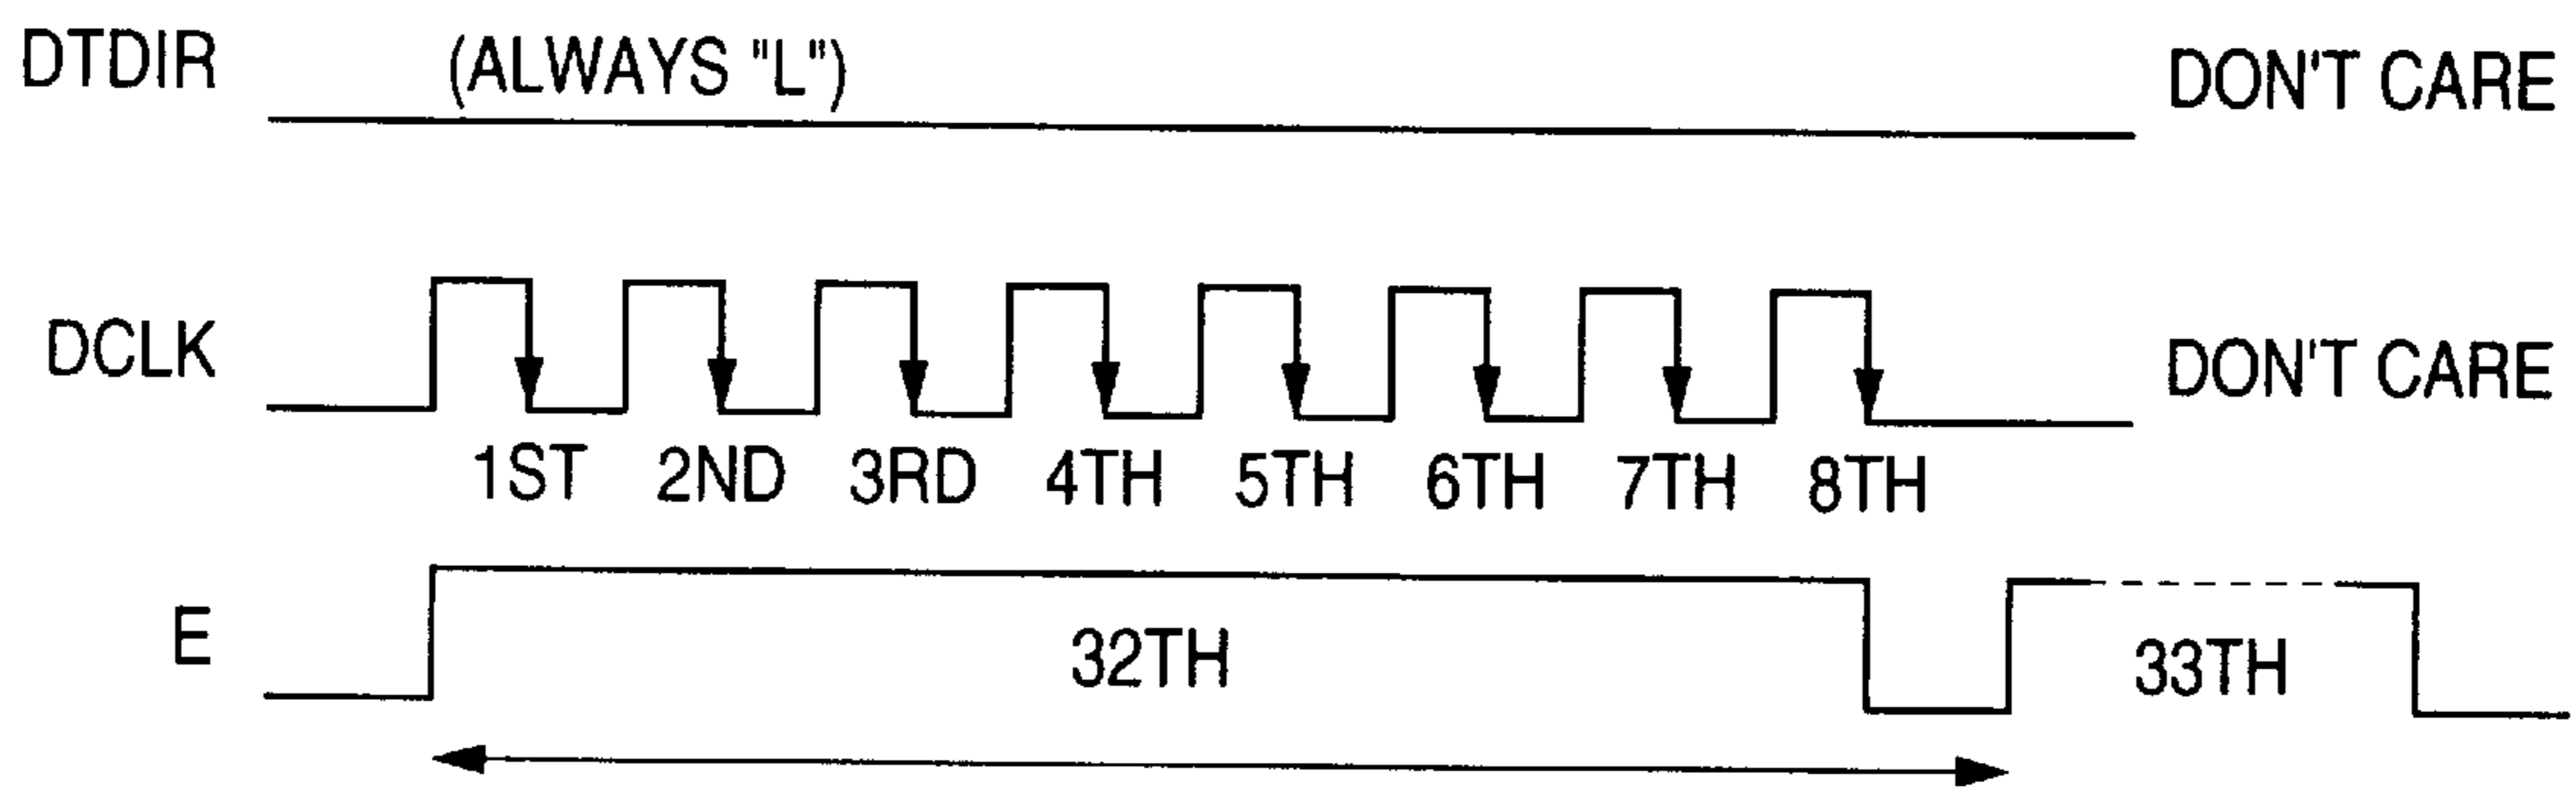 DTDIR (ALWAYS "L") DON'T CARE
DCLK DON'T CARE
1ST 2ND 3RD 4TH 5TH 6TH 7TH 8TH
E 32TH 33TH